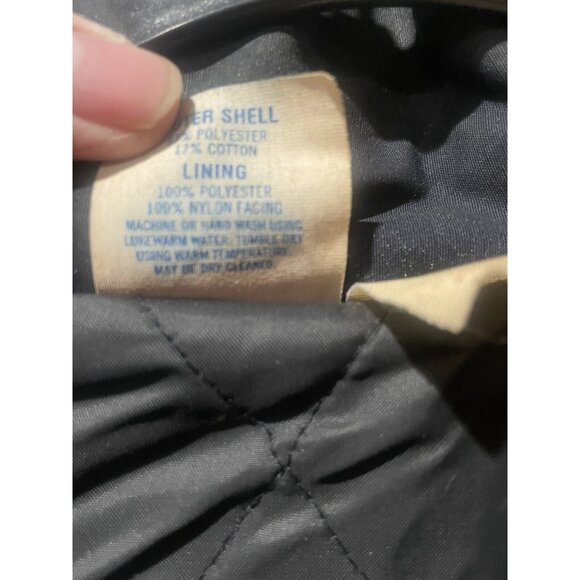 SHELL
% POLYESTER
17% COTTON
LINING
100% POLYESTER
100% NYLON FACING
MACHINE OR HAND WASH USING
LUKEWARM WATER, TUMBLE DRY
USING WARM TEMPERATURE.
MAY BE DRY CLEANED